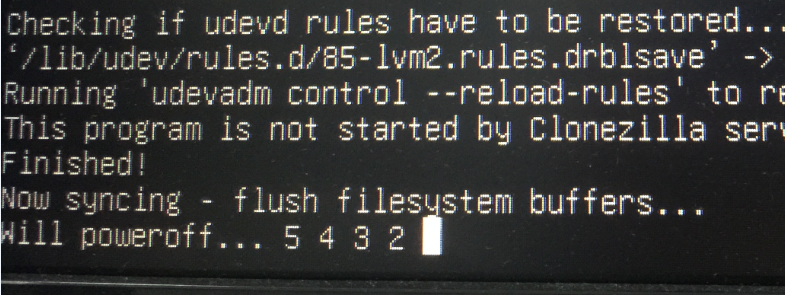 Checking if udevd rules have to be restored...
‘/lib/udev/rules.d/85-lvm2.rules.drblsave’ ->
Running 'udevadm control --reload-rules' to re
This program is not started by Clonezilla serv
Finished!
Now syncing - flush filesystem buffers...
Will poweroff... 5 4 3 2